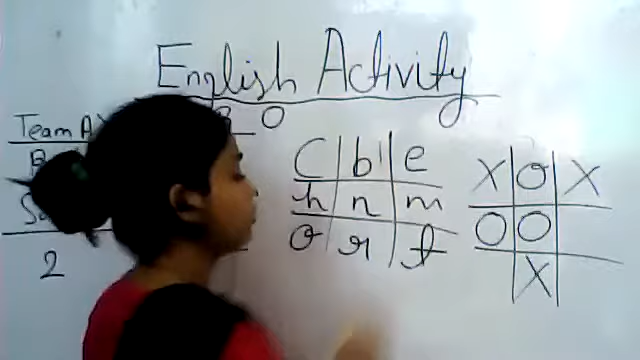 English Activity
Team A X
B O
2
C b e
h n m
o r t
X O X
O O
X